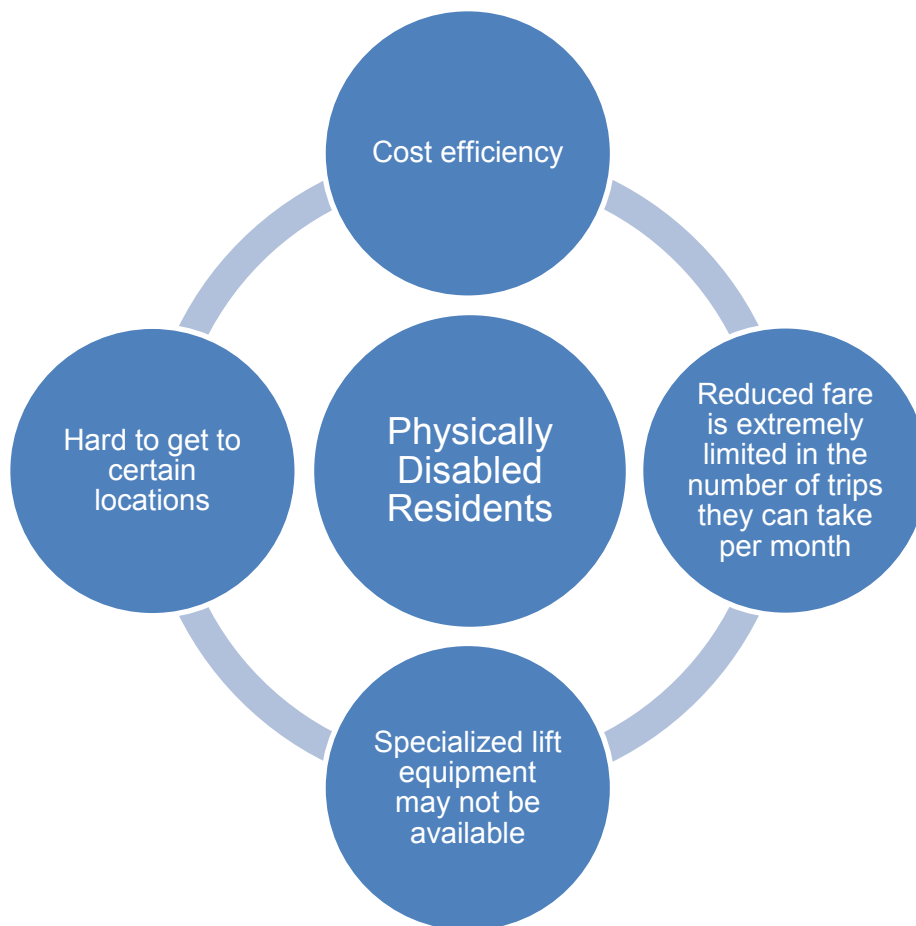 Cost efficiency
Hard to get to
certain
locations
Physically
Disabled
Residents
Reduced fare
is extremely
limited in the
number of trips
they can take
per month
Specialized lift
equipment
may not be
available